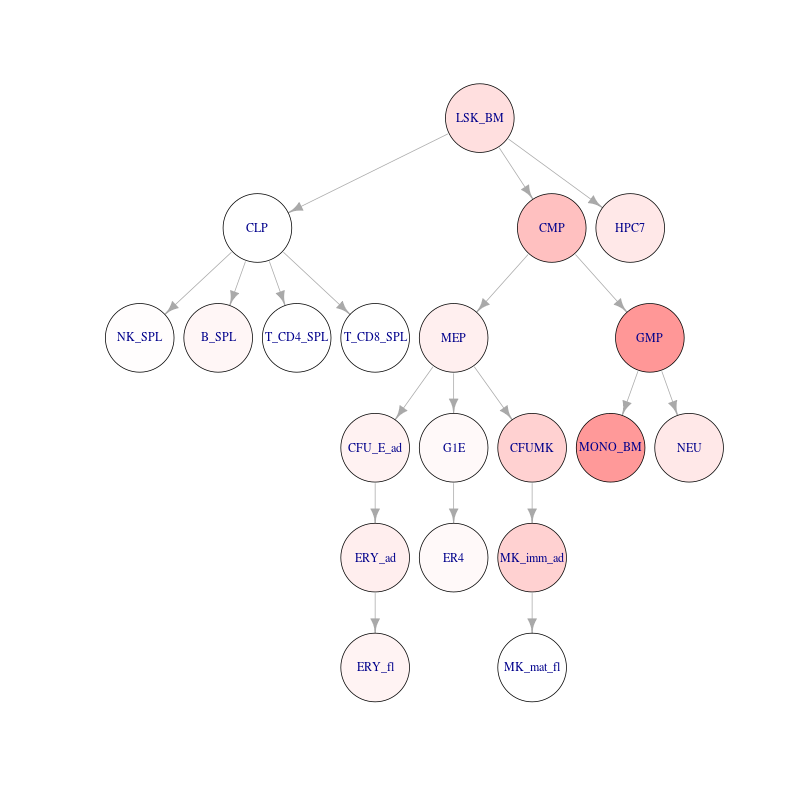 LSK_BM
CLP
CMP
HPC7
NK_SPL
B_SPL
T_CD4_SPL
T_CD8_SPL
MEP
GMP
CFU_E_ad
G1E
CFUMK
MONO_BM
NEU
ERY_ad
ER4
MK_imm_ad
ERY_fl
MK_mat_fl